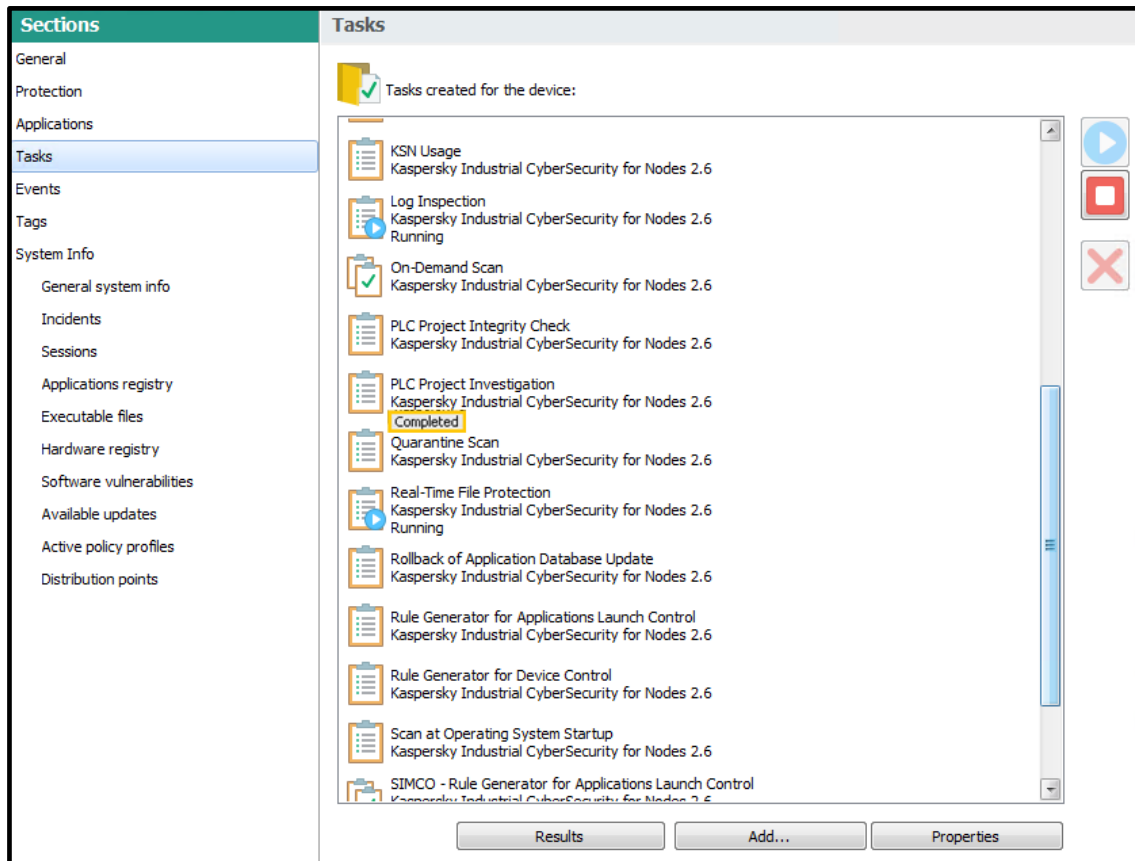 Sections
General
Protection
Applications
Tasks
Events
Tags
System Info
General system info
Incidents
Sessions
Applications registry
Executable files
Hardware registry
Software vulnerabilities
Available updates
Active policy profiles
Distribution points
Tasks
Tasks created for the device:
KSN Usage
Kaspersky Industrial CyberSecurity for Nodes 2.6
Log Inspection
Kaspersky Industrial CyberSecurity for Nodes 2.6
Running
On-Demand Scan
Kaspersky Industrial CyberSecurity for Nodes 2.6
PLC Project Integrity Check
Kaspersky Industrial CyberSecurity for Nodes 2.6
PLC Project Investigation
Kaspersky Industrial CyberSecurity for Nodes 2.6
Completed
Quarantine Scan
Kaspersky Industrial CyberSecurity for Nodes 2.6
Real-Time File Protection
Kaspersky Industrial CyberSecurity for Nodes 2.6
Running
Rollback of Application Database Update
Kaspersky Industrial CyberSecurity for Nodes 2.6
Rule Generator for Applications Launch Control
Kaspersky Industrial CyberSecurity for Nodes 2.6
Rule Generator for Device Control
Kaspersky Industrial CyberSecurity for Nodes 2.6
Scan at Operating System Startup
Kaspersky Industrial CyberSecurity for Nodes 2.6
SIMCO - Rule Generator for Applications Launch Control
Kaspersky Industrial CyberSecurity for Nodes 2.6
Results
Add...
Properties